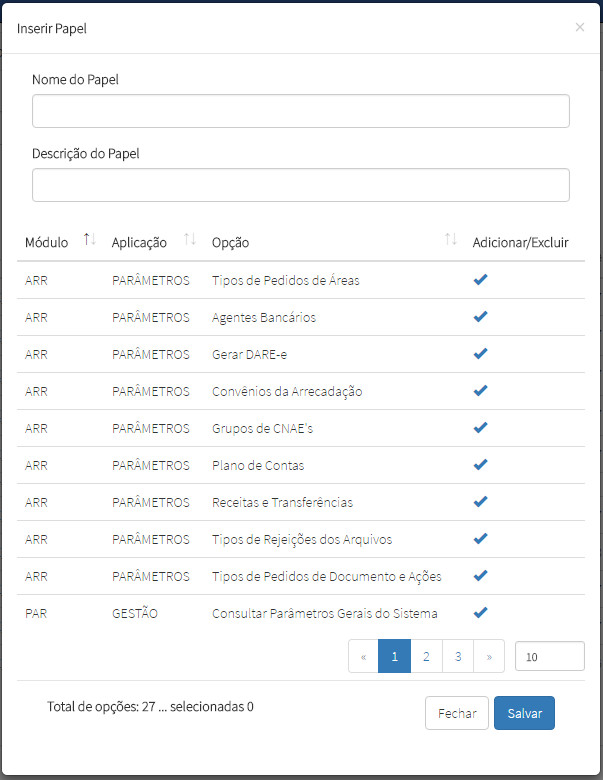 Inserir Papel ×
Nome do Papel
Descrição do Papel
Módulo Aplicação Opção Adicionar/Excluir
ARR PARÂMETROS Tipos de Pedidos de Áreas
ARR PARÂMETROS Agentes Bancários
ARR PARÂMETROS Gerar DARE-e
ARR PARÂMETROS Convênios da Arrecadação
ARR PARÂMETROS Grupos de CNAE's
ARR PARÂMETROS Plano de Contas
ARR PARÂMETROS Receitas e Transferências
ARR PARÂMETROS Tipos de Rejeições dos Arquivos
ARR PARÂMETROS Tipos de Pedidos de Documento e Ações
PAR GESTÃO Consultar Parâmetros Gerais do Sistema
« 1 2 3 » 10
Total de opções: 27 ... selecionadas 0 Fechar Salvar